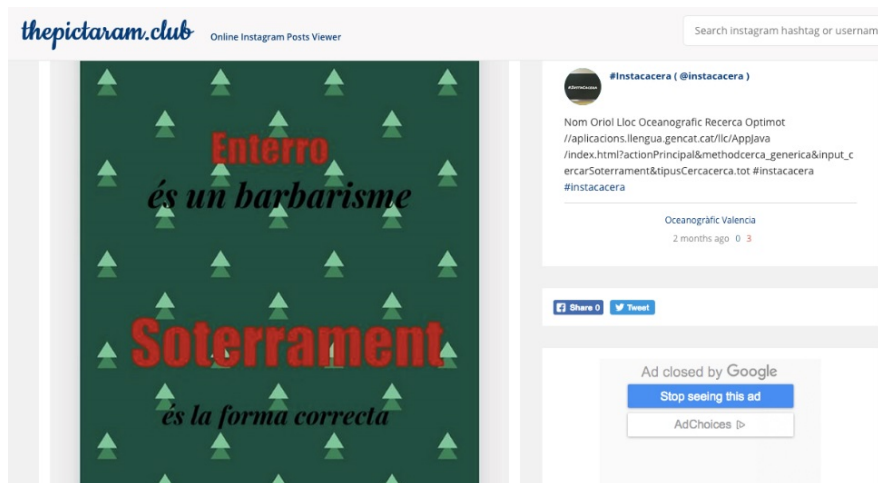 thepictaram.club Online Instagram Posts Viewer
Search instagram hashtag or usernam
Enterro
és un barbarisme
Soterrament
és la forma correcta
#Instacacera ( @instacacera )
Nom Oriol Lloc Oceanografic Recerca Optimot
//aplicacions.llengua.gencat.cat/llc/AppJava
/index.html?actionPrincipal&methodcerca_generica&input_c
ercarSoterrament&tipusCercacerca.tot #instacacera
#instacacera
Oceanogràfic Valencia
2 months ago 0 3
Share 0 Tweet
Ad closed by Google
Stop seeing this ad
AdChoices